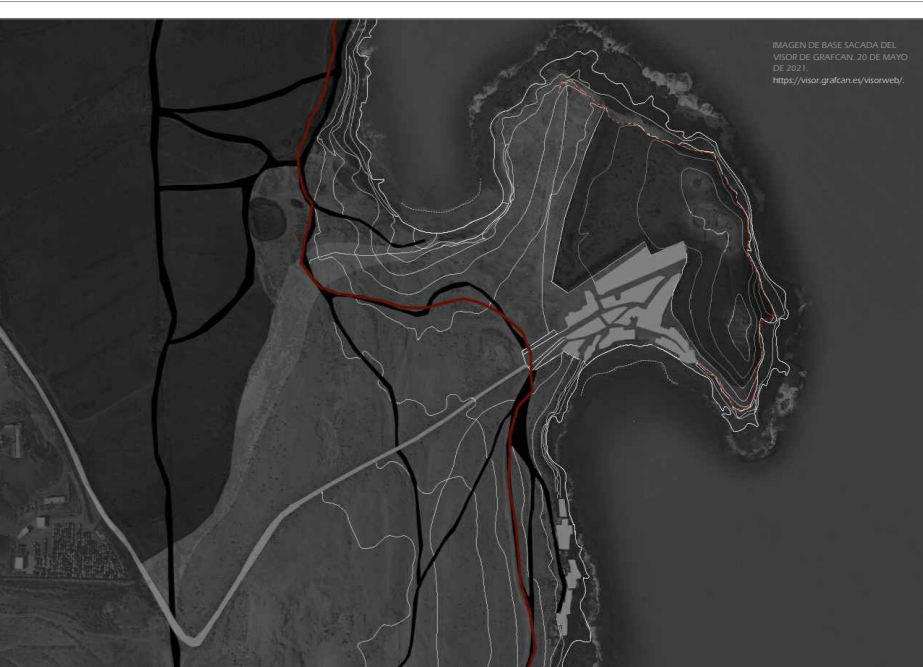 IMAGEN DE BASE SACADA DEL
VISOR DE GRAFCAN. 20 DE MAYO
DE 2021.
https://visor.grafcan.es/visorweb/.